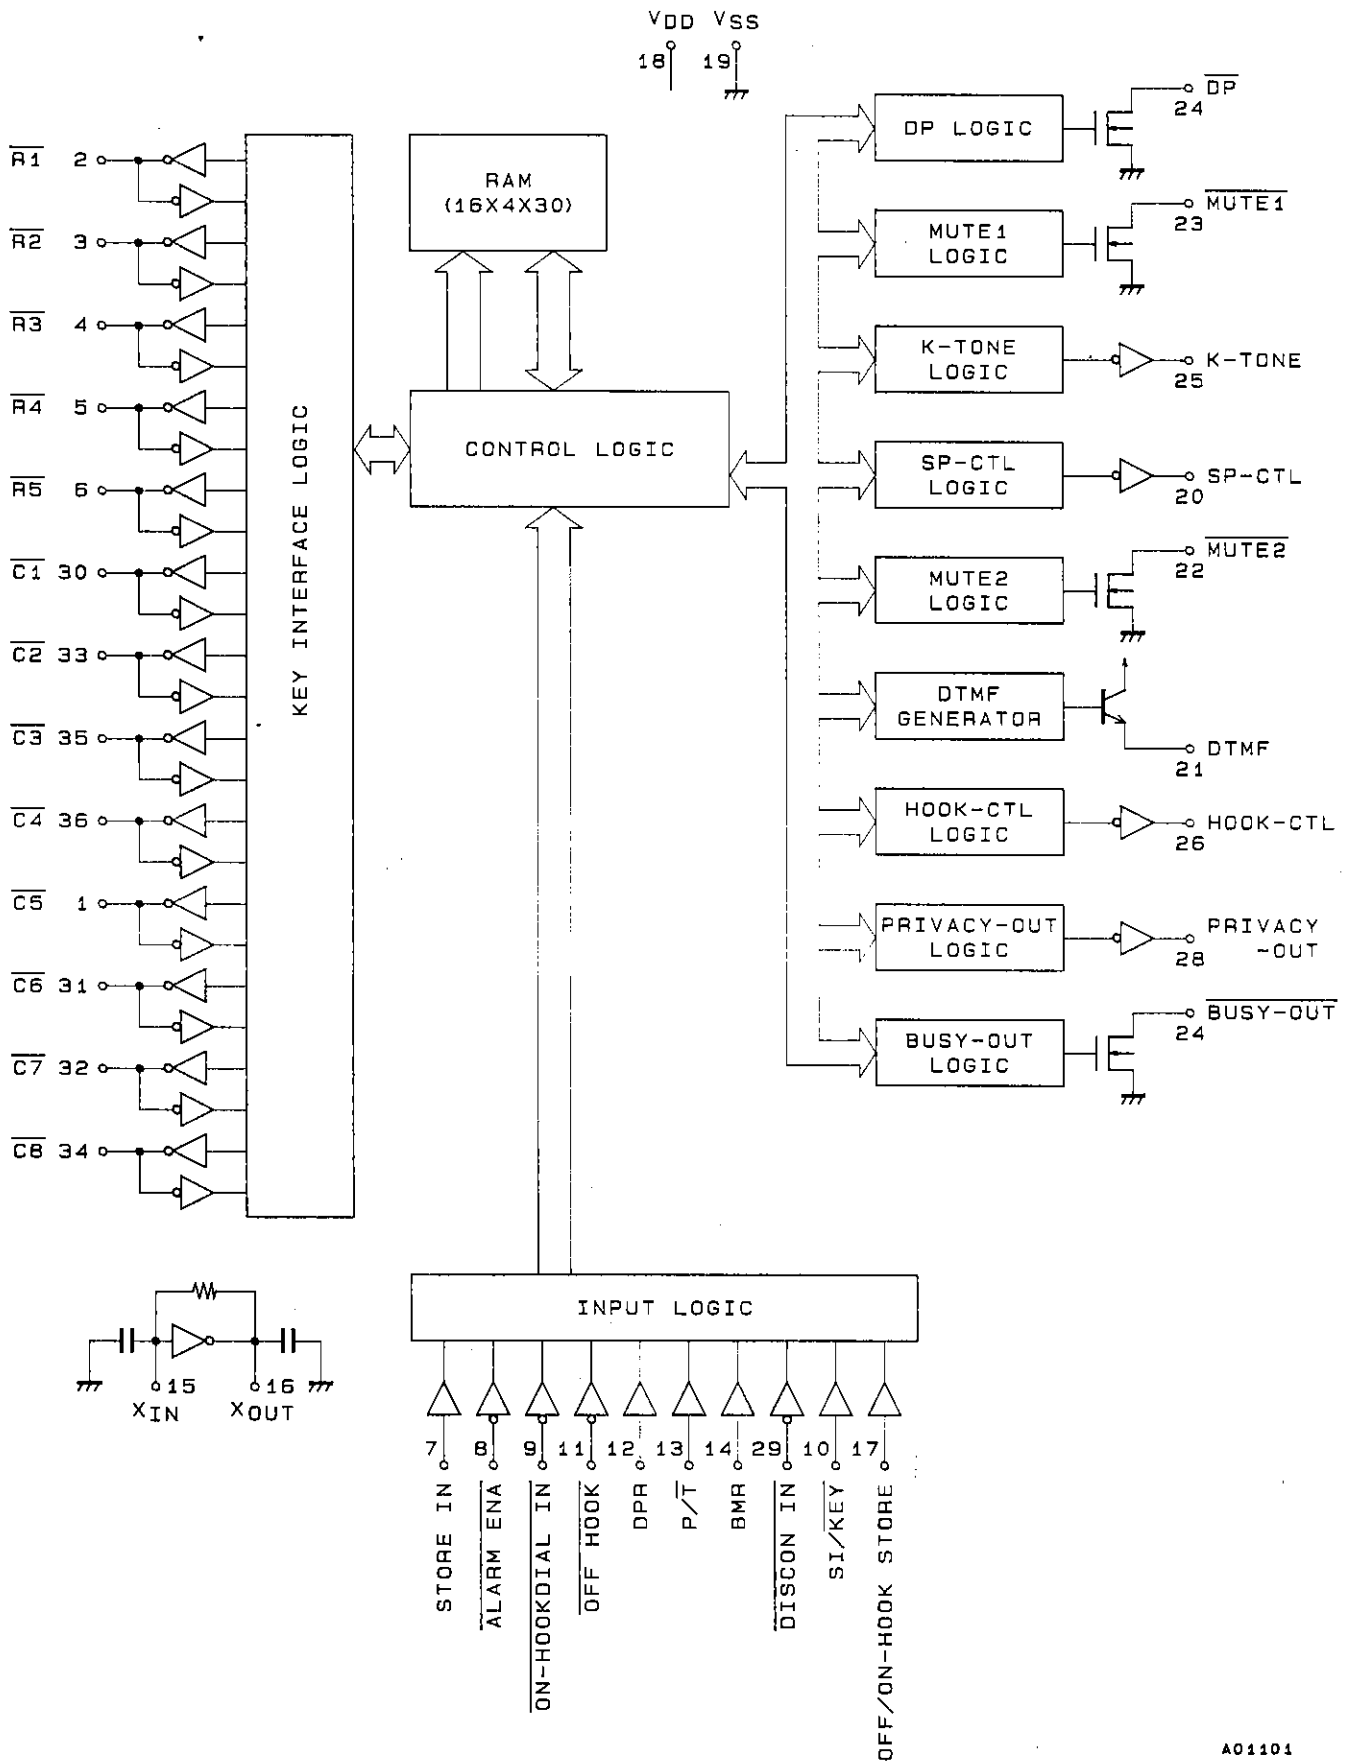 VDD VSS
18 19
R1 2
R2 3
R3 4
R4 5
R5 6
C1 30
C2 33
C3 35
C4 36
C5 1
C6 31
C7 32
C8 34
KEY INTERFACE LOGIC
RAM
(16X4X30)
CONTROL LOGIC
DP LOGIC
DP
24
MUTE1
LOGIC
MUTE1
23
K-TONE
LOGIC
K-TONE
25
SP-CTL
LOGIC
SP-CTL
20
MUTE2
LOGIC
MUTE2
22
DTMF
GENERATOR
DTMF
21
HOOK-CTL
LOGIC
HOOK-CTL
26
PRIVACY-OUT
LOGIC
PRIVACY
-OUT
28
BUSY-OUT
LOGIC
BUSY-OUT
24
15 16
XIN XOUT
INPUT LOGIC
7 8 9 11 12 13 14 29 10 17
STORE IN
ALARM ENA
ON-HOOKDIAL IN
OFF HOOK
DPR
P/T
BMR
DISCON IN
SI/KEY
OFF/ON-HOOK STORE
A01101